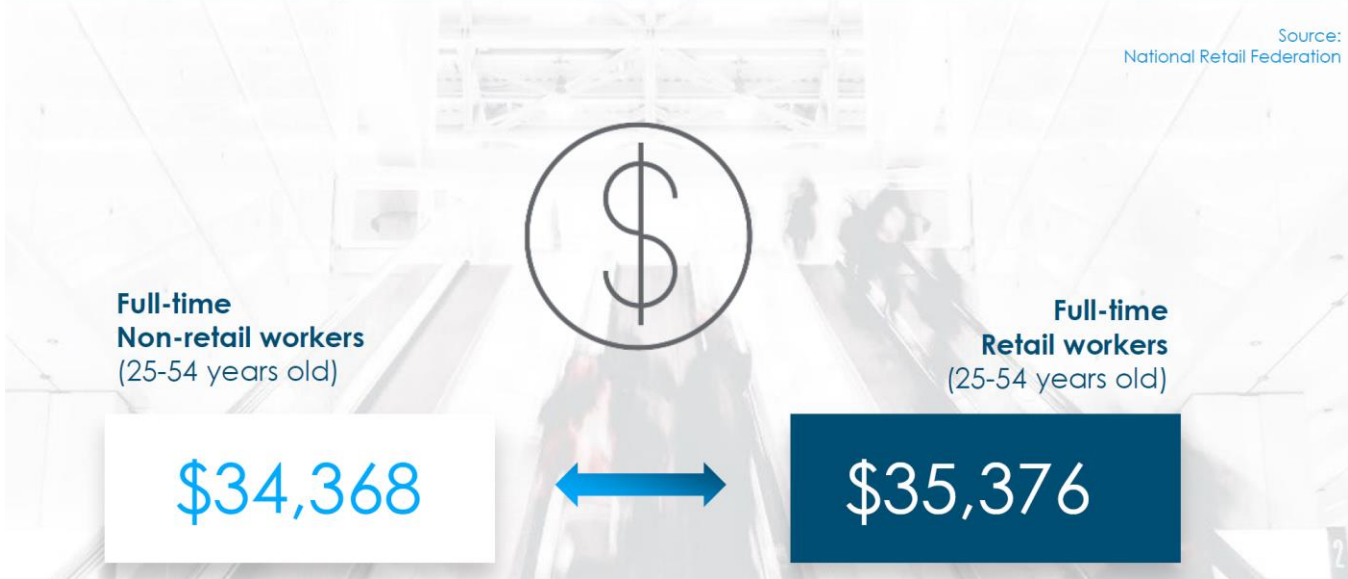 Source:
National Retail Federation
Full-time
Non-retail workers
(25-54 years old)
$34,368
Full-time
Retail workers
(25-54 years old)
$35,376
2